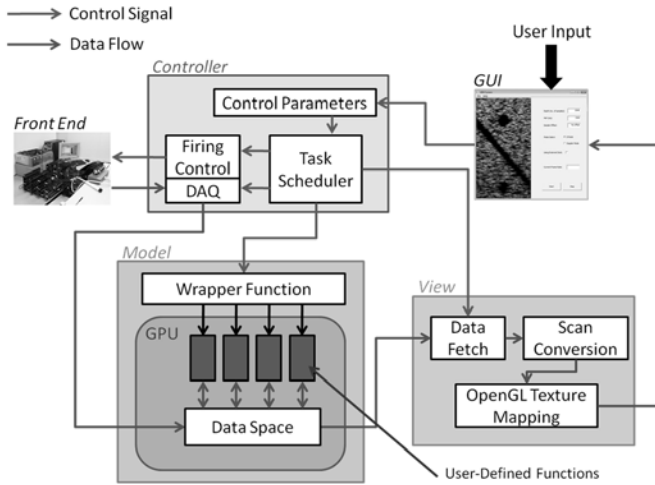 Control Signal
Data Flow
User Input
Controller
GUI
Control Parameters
Front End
Firing
Control
DAQ
Task
Scheduler
Model
Wrapper Function
GPU
Data Space
View
Data
Fetch
Scan
Conversion
OpenGL Texture
Mapping
User-Defined Functions